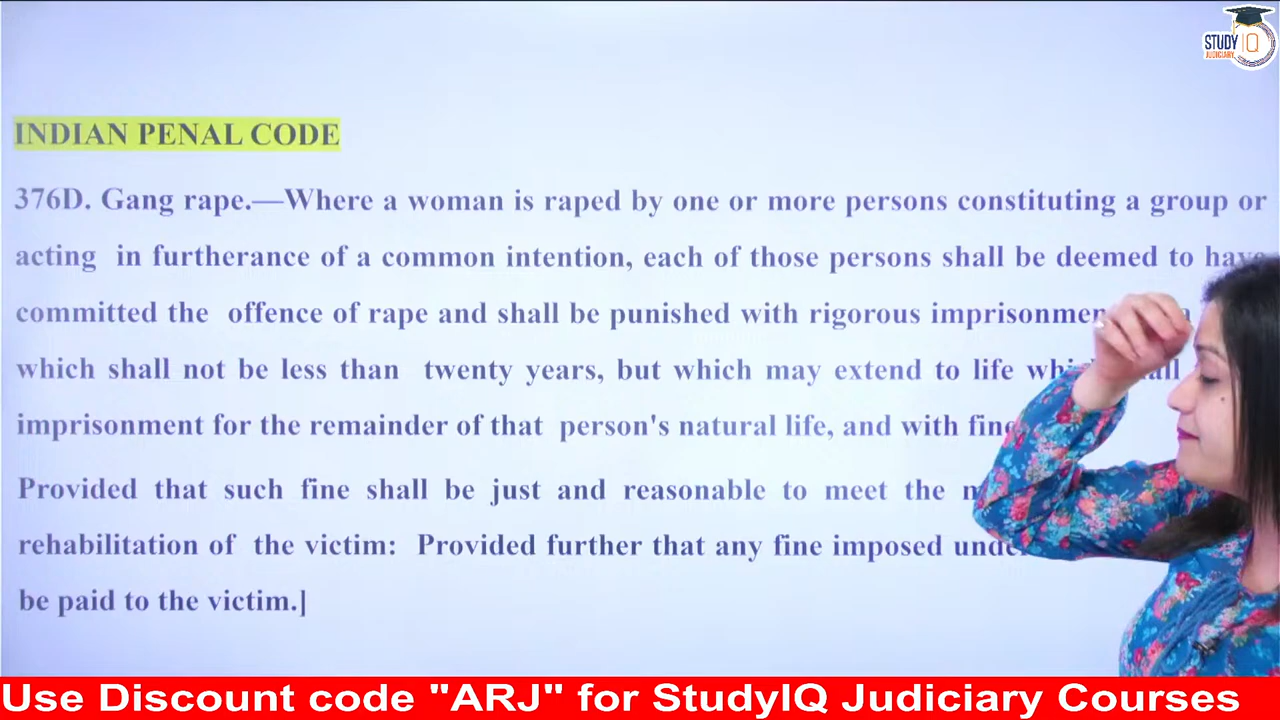 STUDY IQ
JUDICIARY
INDIAN PENAL CODE
376D. Gang rape.—Where a woman is raped by one or more persons constituting a group or
acting in furtherance of a common intention, each of those persons shall be deemed to have
committed the offence of rape and shall be punished with rigorous
which shall not be less than twenty years, but which may extend to life
imprisonment for the remainder of that person's natural life, and with
Provided that such fine shall be just and reasonable to meet the
rehabilitation of the victim: Provided further that any fine imposed
be paid to the victim.]
Use Discount code "ARJ" for StudyIQ Judiciary Courses